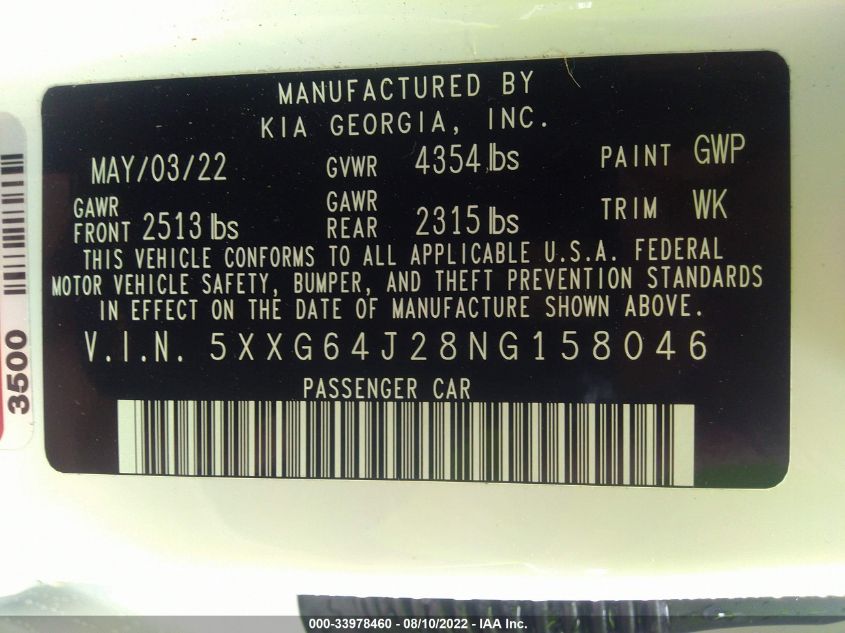 MANUFACTURED BY
KIA GEORGIA, INC.
MAY/03/22 GVWR 4354 lbs PAINT GWP
GAWR FRONT 2513 lbs GAWR REAR 2315 lbs TRIM WK
THIS VEHICLE CONFORMS TO ALL APPLICABLE U.S.A. FEDERAL
MOTOR VEHICLE SAFETY, BUMPER, AND THEFT PREVENTION STANDARDS
IN EFFECT ON THE DATE OF MANUFACTURE SHOWN ABOVE.
V.I.N. 5XXG64J28NG158046
PASSENGER CAR
3500
000-33978460 - 08/10/2022 - IAA Inc.